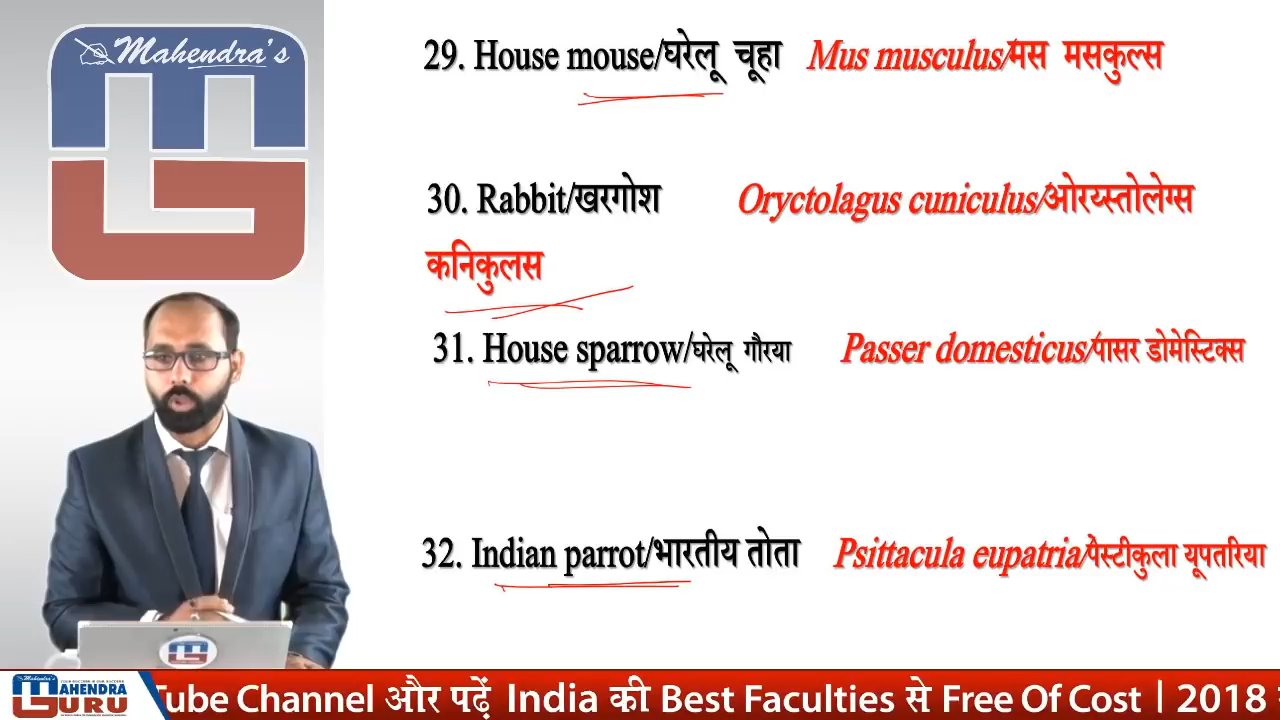 Mahendra's
29. House mouse/घरेलू चूहा Mus musculus/मस मसकुल्स
30. Rabbit/खरगोश Oryctolagus cuniculus/ओरय्स्तोलेग्स
कनिकुलस
31. House sparrow/घरेलू गौरया Passer domesticus/पासर डोमेस्टिक्स
32. Indian parrot/भारतीय तोता Psittacula eupatria/पेस्टीकुला यूपतरिया
Mahendra's
MAHENDRA
GURU
Tube Channel और पढ़ें India की Best Faculties से Free Of Cost | 2018